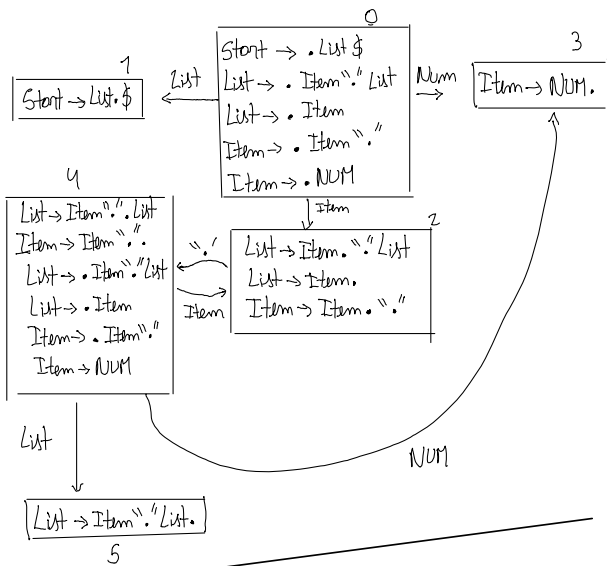 0
Start → . List $
List → . Item "." List
List → . Item
Item → . Item "."
Item → . NUM
1
Start → List. $
List
Num
3
Item → NUM.
Item
4
List → Item "." . List
Item → Item "." .
List → . Item "." List
List → . Item
Item → . Item "."
Item → NUM
"."
Item
2
List → Item. "." List
List → Item.
Item → Item. "."
List
NUM
List → Item "." List.
5